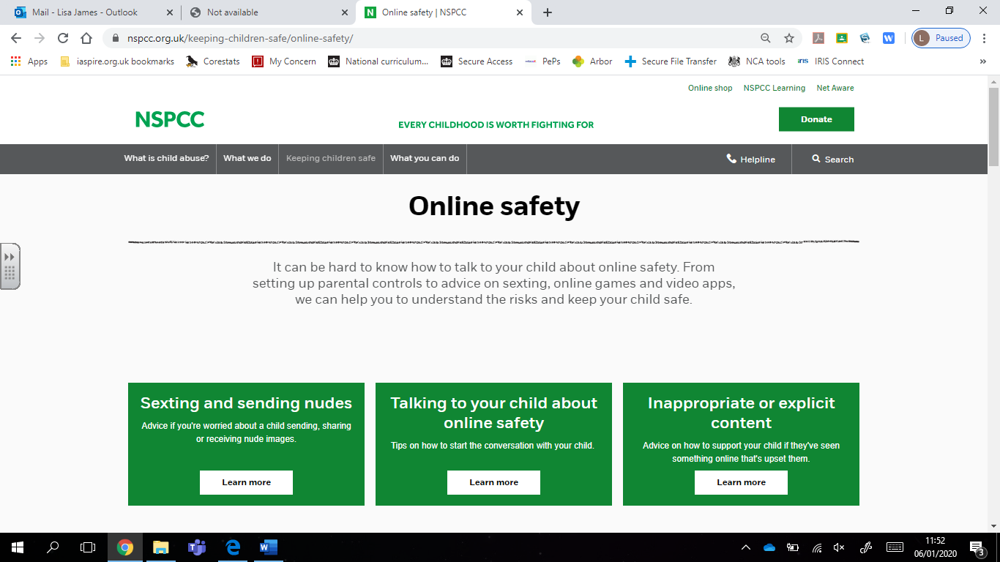 Mail - Lisa James - Outlook
Not available
Online safety | NSPCC
nspcc.org.uk/keeping-children-safe/online-safety/
L Paused
Apps
iaspire.org.uk bookmarks
Corestats
My Concern
National curriculum...
Secure Access
PePs
Arbor
Secure File Transfer
NCA tools
iris IRIS Connect
»
Online shop
NSPCC Learning
Net Aware
NSPCC
EVERY CHILDHOOD IS WORTH FIGHTING FOR
Donate
What is child abuse?
What we do
Keeping children safe
What you can do
Helpline
Search
Online safety
It can be hard to know how to talk to your child about online safety. From
setting up parental controls to advice on sexting, online games and video apps,
we can help you to understand the risks and keep your child safe.
Sexting and sending nudes
Advice if you're worried about a child sending, sharing
or receiving nude images.
Learn more
Talking to your child about
online safety
Tips on how to start the conversation with your child.
Learn more
Inappropriate or explicit
content
Advice on how to support your child if they've seen
something online that's upset them.
Learn more
11:52
06/01/2020
3